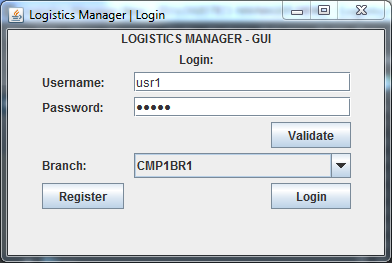 Logistics Manager | Login
LOGISTICS MANAGER - GUI
Login:
Username: usr1
Password: •••••
Validate
Branch: CMP1BR1
Register Login